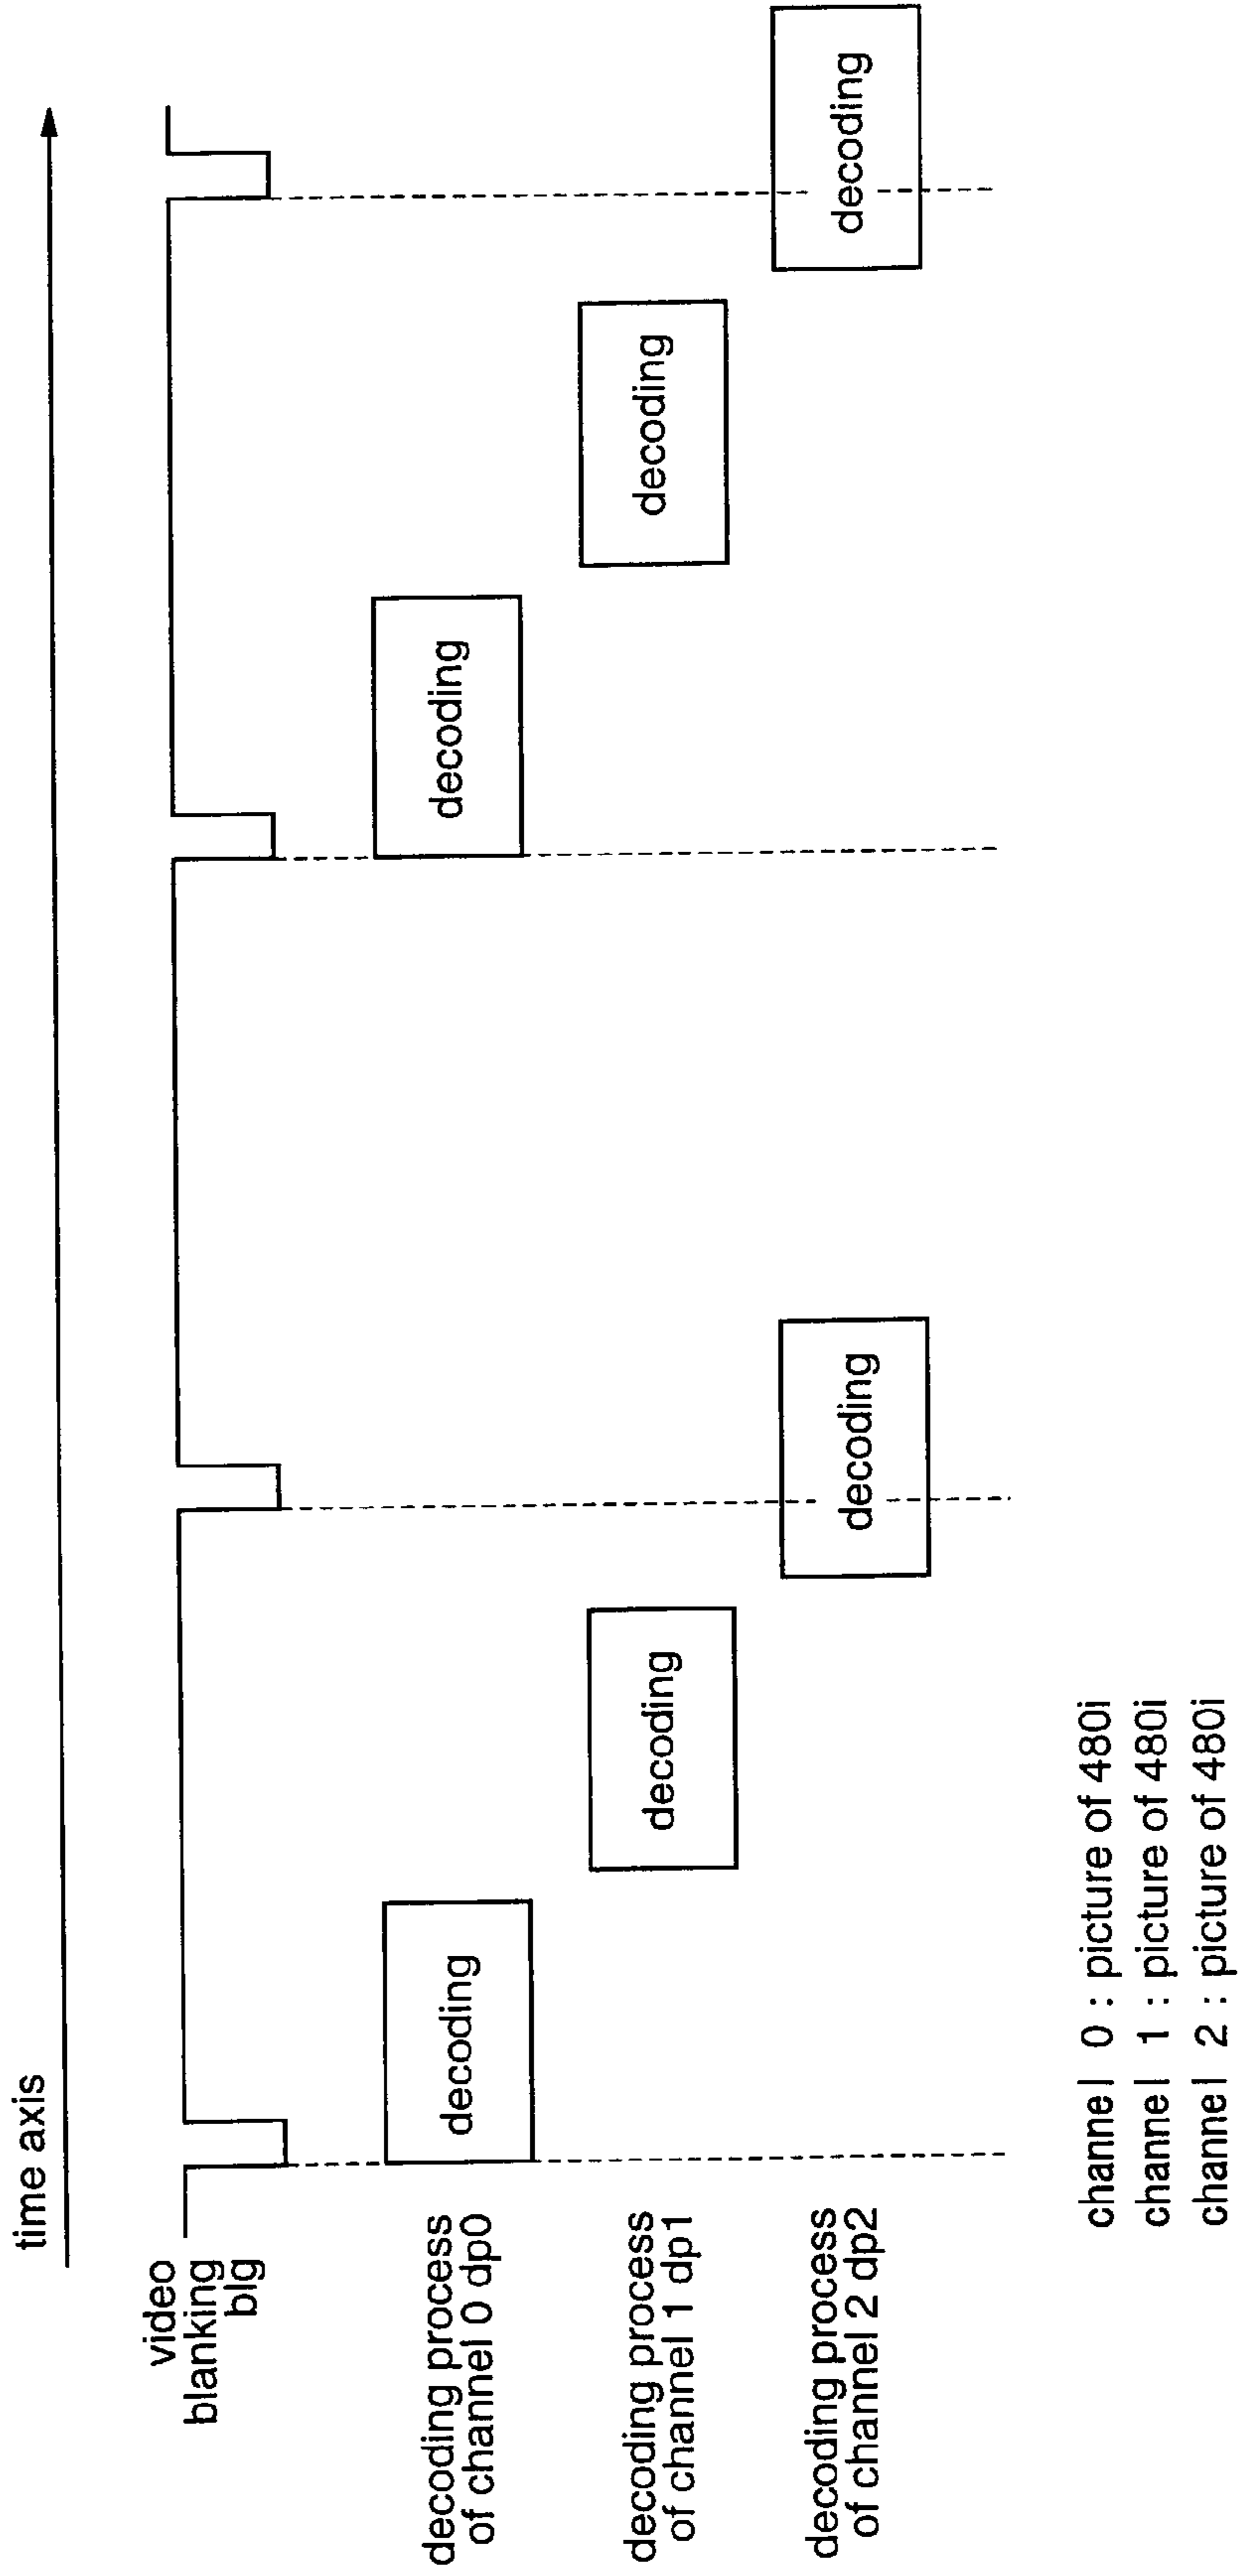 time axis
video
blanking
blg
decoding process
of channel 0 dp0
decoding
decoding
decoding process
of channel 1 dp1
decoding
decoding
decoding process
of channel 2 dp2
decoding
decoding
channel 0 : picture of 480i
channel 1 : picture of 480i
channel 2 : picture of 480i